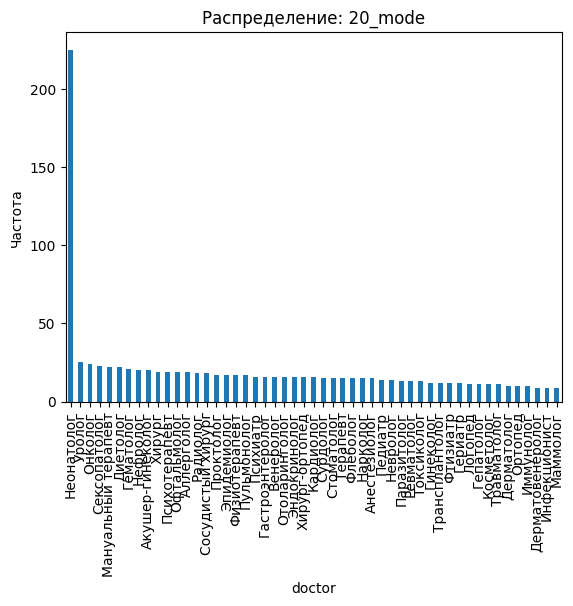 Распределение: 20_mode
Частота
200
150
100
50
0
Неонатолог
Уролог
Онколог
Сексопатолог
Мануальный терапевт
Диетолог
Гематолог
Нефролог
Акушер-гинеколог
Хирург
Психотерапевт
Офтальмолог
Аллерголог
Радиолог
Сосудистый хирург
Проктолог
Эпилептолог
Физиотерапевт
Пульмонолог
Психиатр
Гастроэнтеролог
Венеролог
Отоларинголог
Эндокринолог
Хирург-ортопед
Кардиолог
Сурдолог
Стоматолог
Терапевт
Флеболог
Нарколог
Анестезиолог
Педиатр
Невролог
Паразитолог
Ревматолог
Токсиколог
Гинеколог
Трансплантолог
Фтизиатр
Гериатр
Логопед
Гепатолог
Косметолог
Травматолог
Дерматолог
Ортопед
Иммунолог
Дерматовенеролог
Инфекционист
Маммолог
doctor